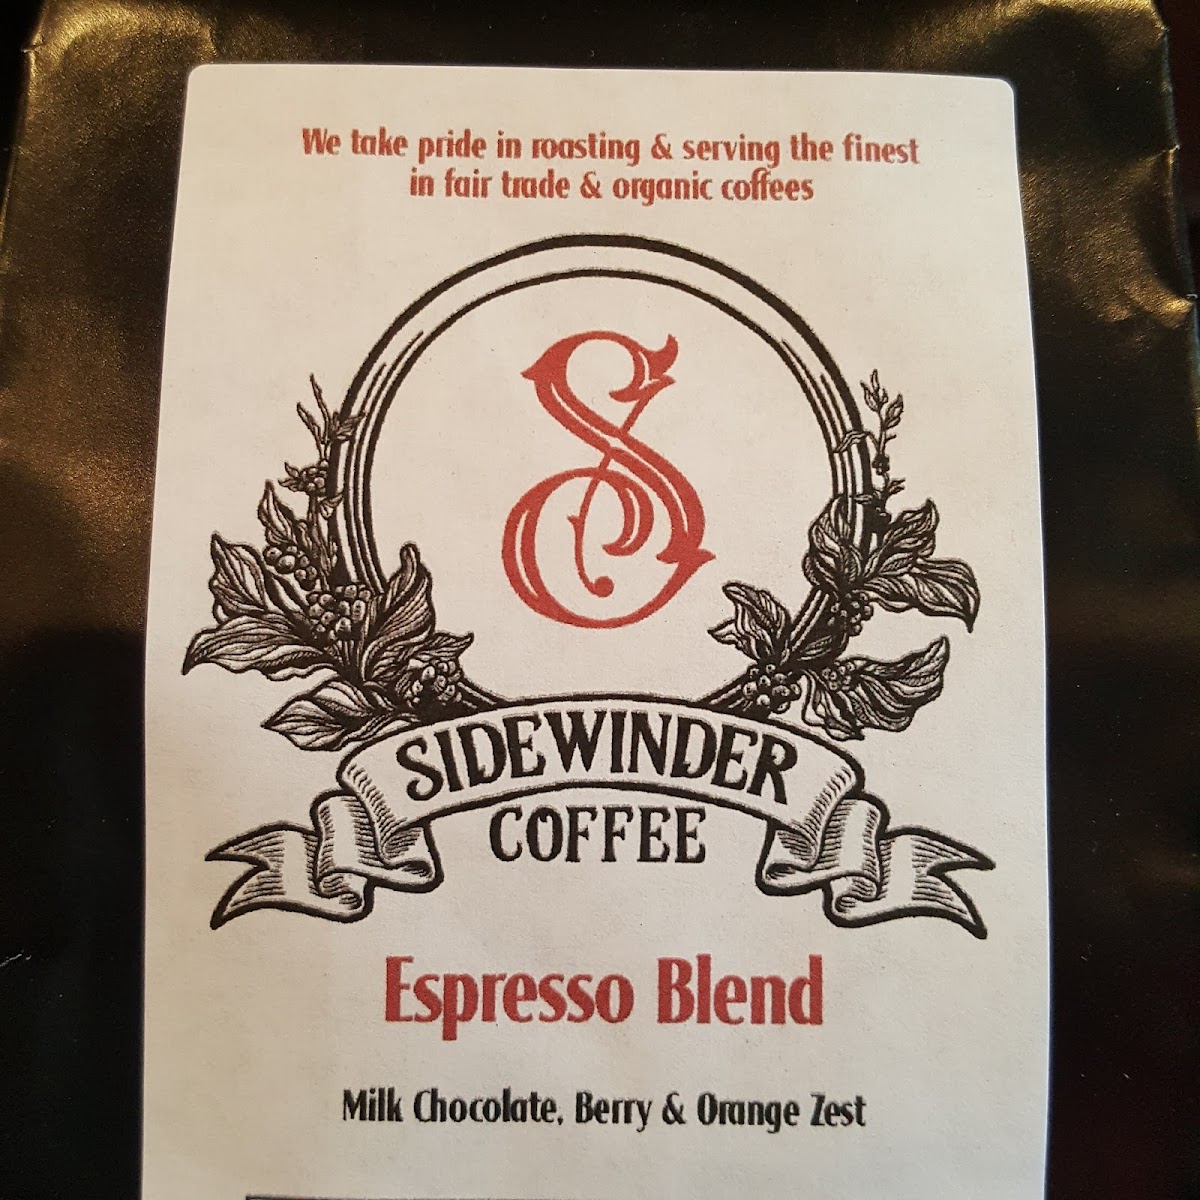 We take pride in roasting & serving the finest
in fair trade & organic coffees
S
SIDEWINDER
COFFEE
Espresso Blend
Milk Chocolate, Berry & Orange Zest